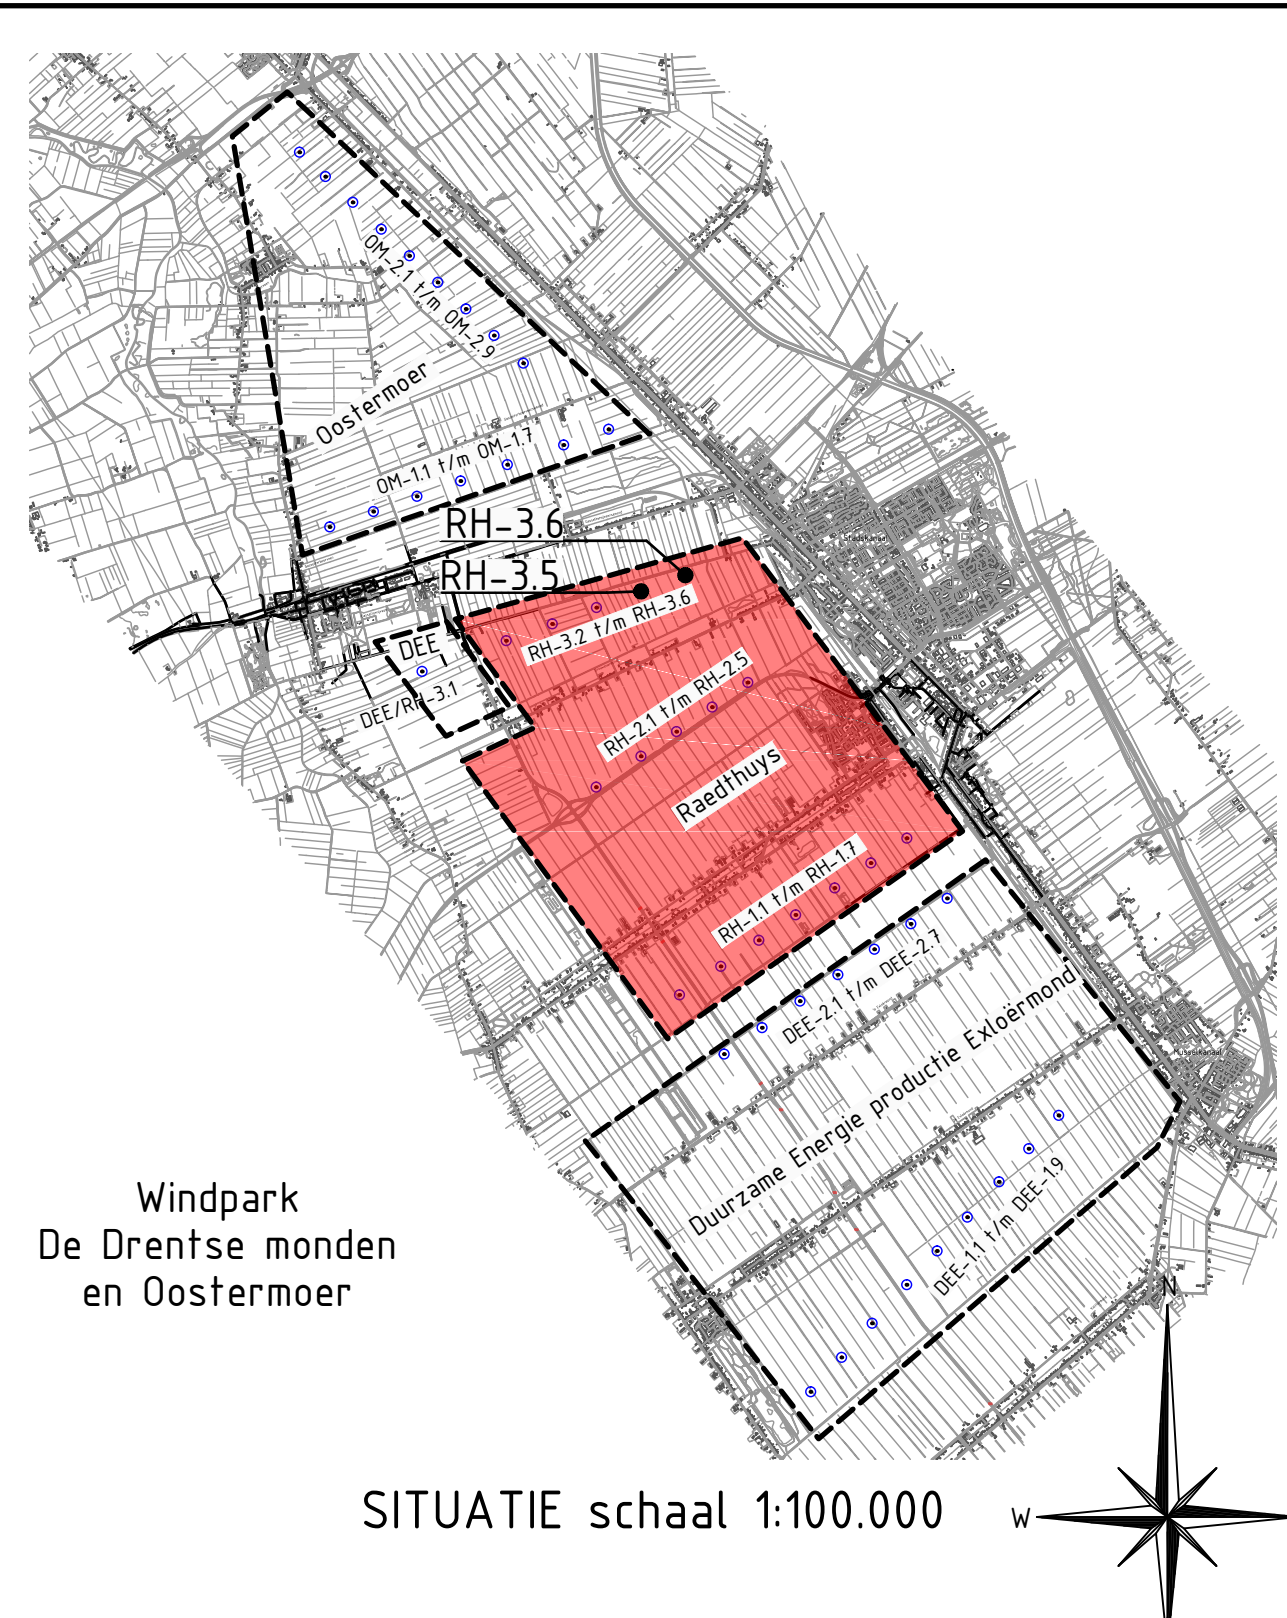 OM-2.1 t/m OM-2.9
Oostermoer
OM-1.1 t/m OM-1.7
RH-3.6
RH-3.5
Stadskanaal
RH-3.2 t/m RH-3.6
DEE
DEE/RH-3.1
RH-2.1 t/m RH-2.5
Raedthuys
RH-1.1 t/m RH-1.7
DEE-2.1 t/m DEE-2.7
Duurzame Energie productie Exloërmond
Musselkanaal
DEE-1.1 t/m DEE-1.9
Windpark
De Drentse monden
en Oostermoer
N
W
SITUATIE schaal 1:100.000